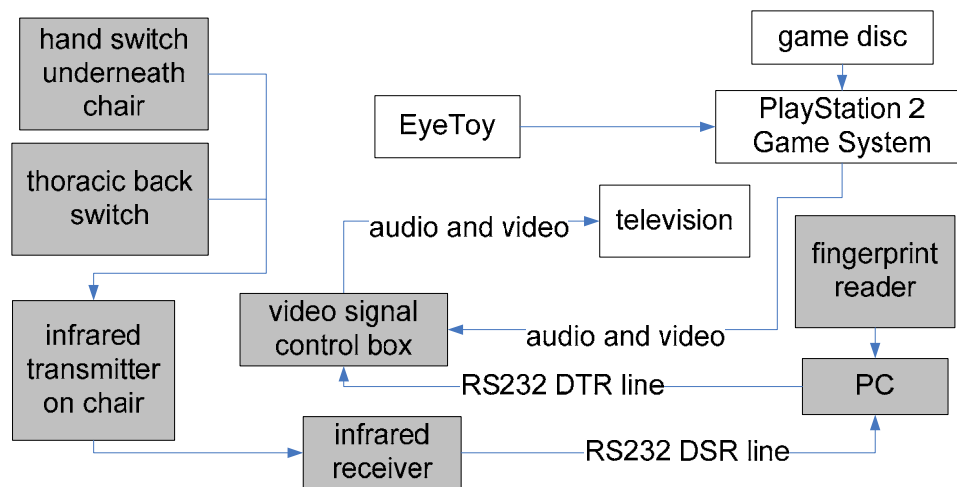 hand switch
underneath
chair
thoracic back
switch
infrared
transmitter
on chair
game disc
EyeToy
PlayStation 2
Game System
audio and video
television
fingerprint
reader
video signal
control box
audio and video
RS232 DTR line
PC
infrared
receiver
RS232 DSR line